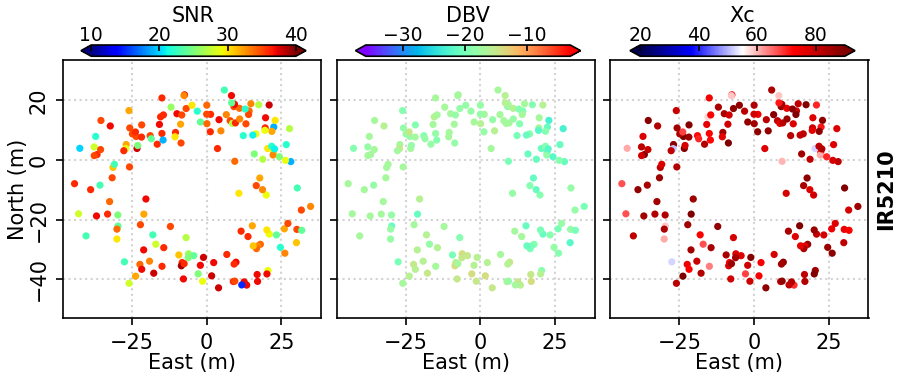 SNR DBV Xc
10 20 30 40 −30 −20 −10 20 40 60 80
North (m)
20
0
−20
−40
IR5210
−25 0 25 −25 0 25 −25 0 25
East (m) East (m) East (m)